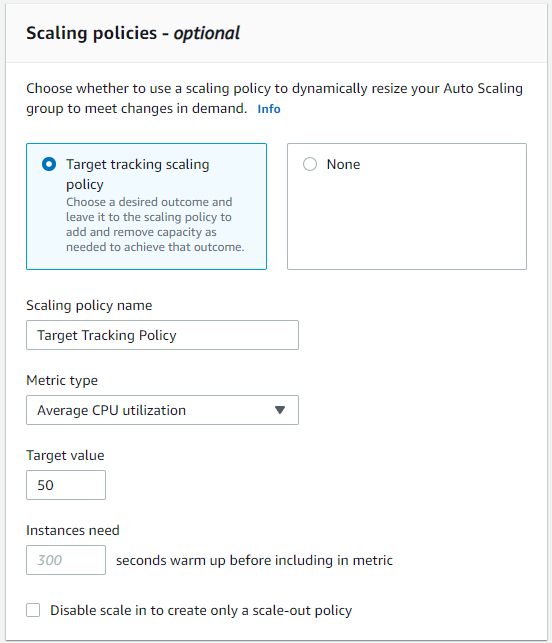 Scaling policies - optional
Choose whether to use a scaling policy to dynamically resize your Auto Scaling
group to meet changes in demand. Info
Target tracking scaling
policy
Choose a desired outcome and
leave it to the scaling policy to
add and remove capacity as
needed to achieve that outcome.
None
Scaling policy name
Target Tracking Policy
Metric type
Average CPU utilization
Target value
50
Instances need
300 seconds warm up before including in metric
Disable scale in to create only a scale-out policy